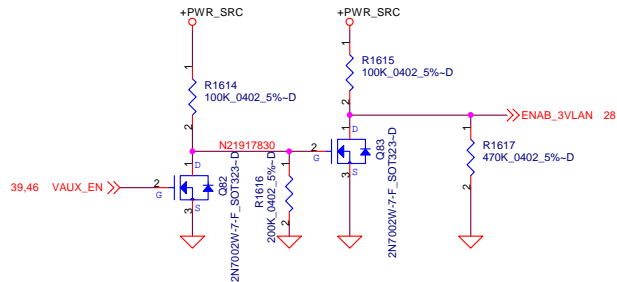 +PWR_SRC
+PWR_SRC
1
R1614
100K_0402_5%~D
2
1
R1615
100K_0402_5%~D
2
ENAB_3VLAN 28
N21917830
1
D
2
G
Q83
S
3
2N7002W-7-F_SOT323~D
1
R1617
470K_0402_5%~D
2
1
R1616
200K_0402_5%~D
2
39,46 VAUX_EN
1
D
2
G
Q82
S
3
2N7002W-7-F_SOT323~D